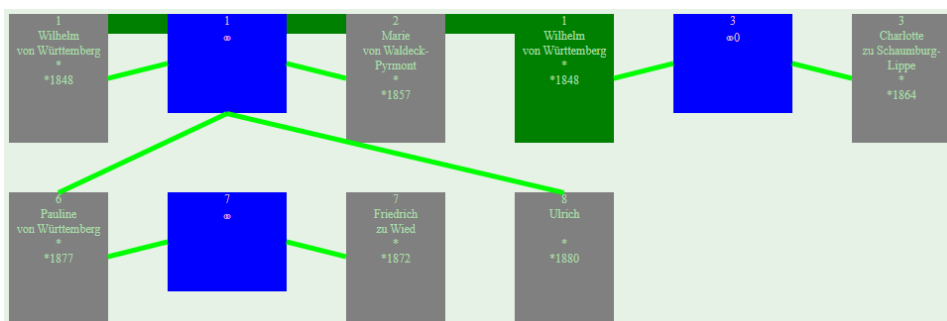 1
Wilhelm
von Württemberg
*
*1848
1
⚭
2
Marie
von Waldeck-
Pyrmont
*
*1857
1
Wilhelm
von Württemberg
*
*1848
3
⚭0
3
Charlotte
zu Schaumburg-
Lippe
*
*1864
6
Pauline
von Württemberg
*
*1877
7
⚭
7
Friedrich
zu Wied
*
*1872
8
Ulrich
*
*1880